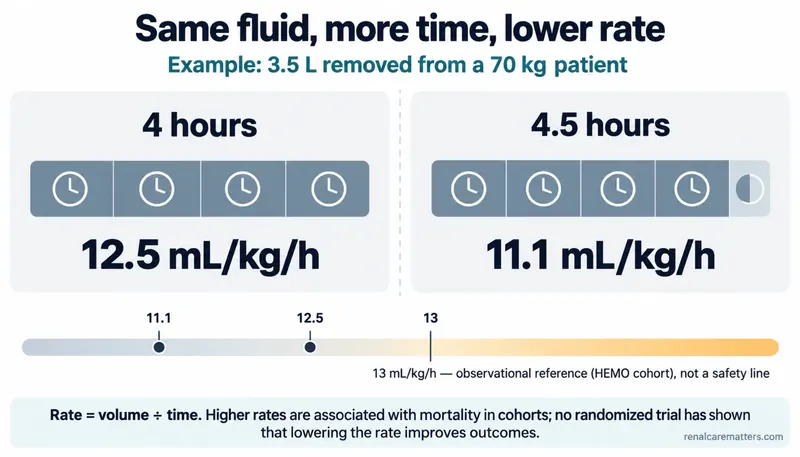 Same fluid, more time, lower rate
Example: 3.5 L removed from a 70 kg patient
4 hours
12.5 mL/kg/h
4.5 hours
11.1 mL/kg/h
11.1
12.5
13
13 mL/kg/h — observational reference (HEMO cohort), not a safety line
Rate = volume ÷ time. Higher rates are associated with mortality in cohorts; no randomized trial has shown
that lowering the rate improves outcomes.
renalcarematters.com